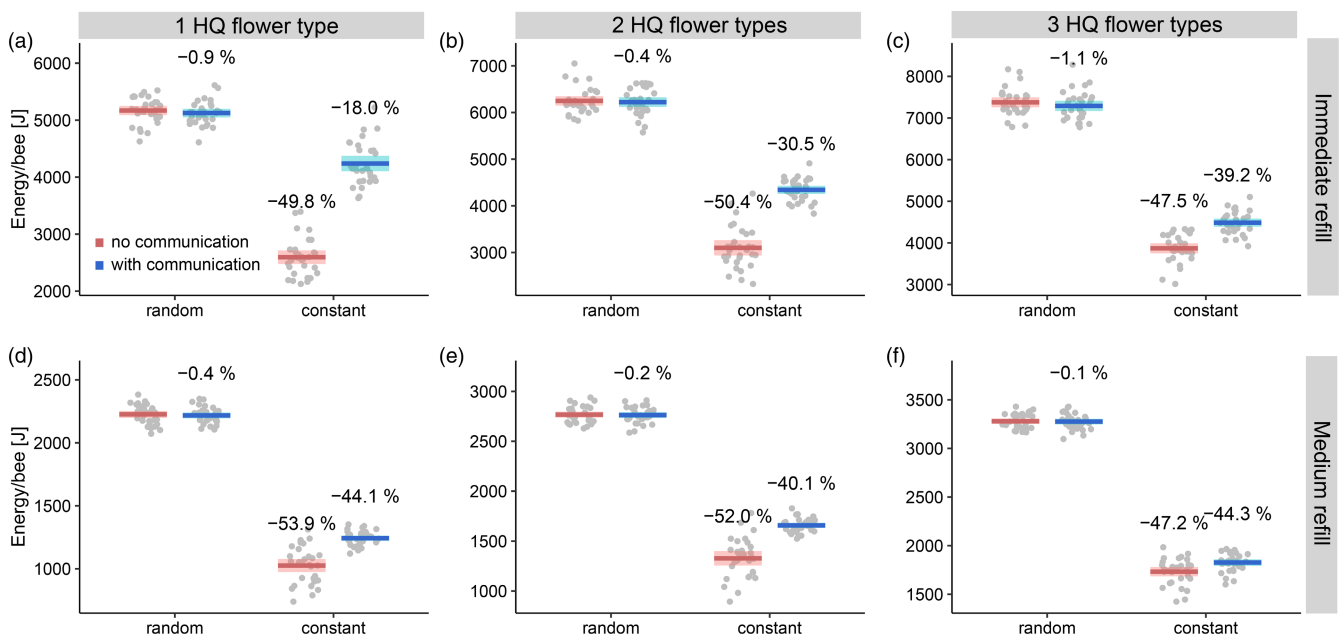 1 HQ flower type
2 HQ flower types
3 HQ flower types
(a)
Energy/bee [J]
6000
5000
4000
3000
2000
−0.9 %
−49.8 %
−18.0 %
no communication
with communication
random
constant
(b)
7000
6000
5000
4000
3000
−0.4 %
−50.4 %
−30.5 %
random
constant
(c)
8000
7000
6000
5000
4000
3000
−1.1 %
−47.5 %
−39.2 %
random
constant
Immediate refill
(d)
Energy/bee [J]
2500
2000
1500
1000
−0.4 %
−53.9 %
−44.1 %
random
constant
(e)
3000
2500
2000
1500
1000
−0.2 %
−52.0 %
−40.1 %
random
constant
(f)
3500
3000
2500
2000
1500
−0.1 %
−47.2 %
−44.3 %
random
constant
Medium refill